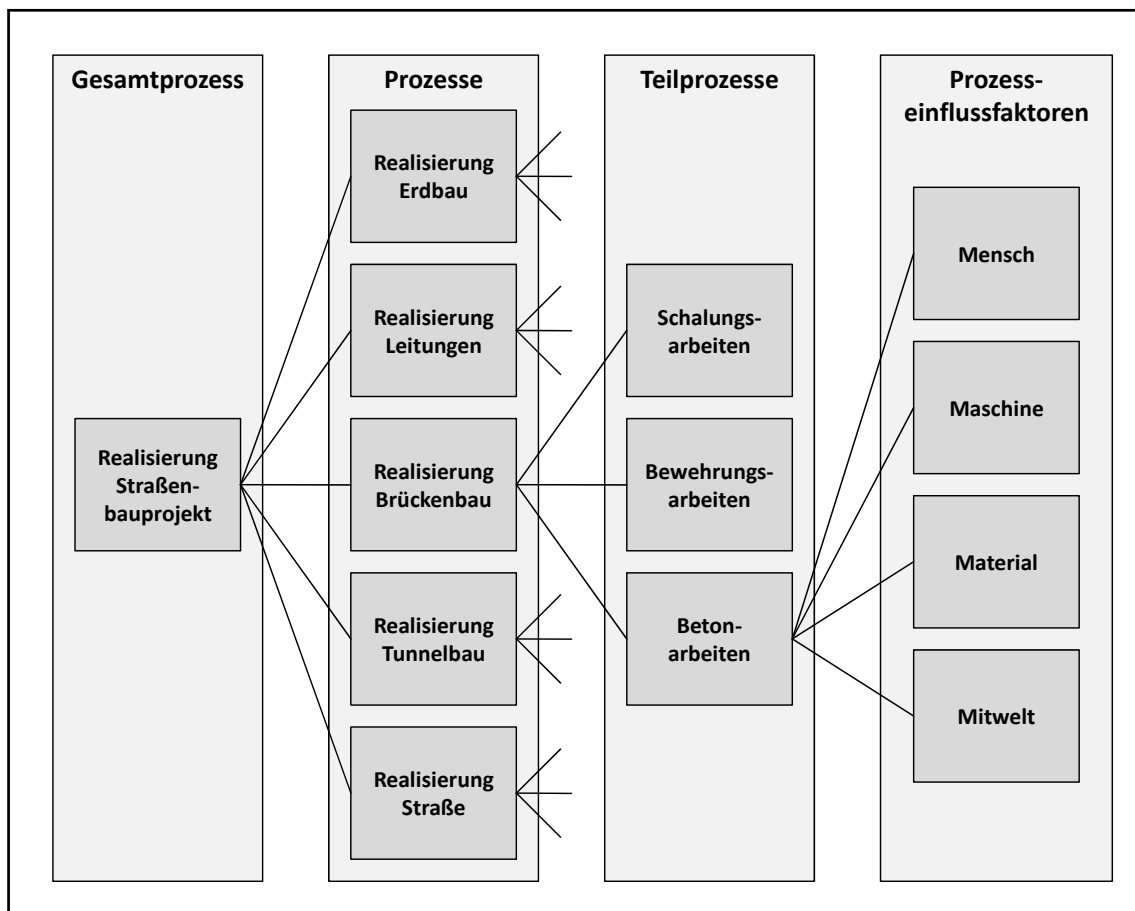 Gesamtprozess
Realisierung
Straßen-
bauprojekt
Prozesse
Realisierung
Erdbau
Realisierung
Leitungen
Realisierung
Brückenbau
Realisierung
Tunnelbau
Realisierung
Straße
Teilprozesse
Schalungs-
arbeiten
Bewehrungs-
arbeiten
Beton-
arbeiten
Prozess-
einflussfaktoren
Mensch
Maschine
Material
Mitwelt